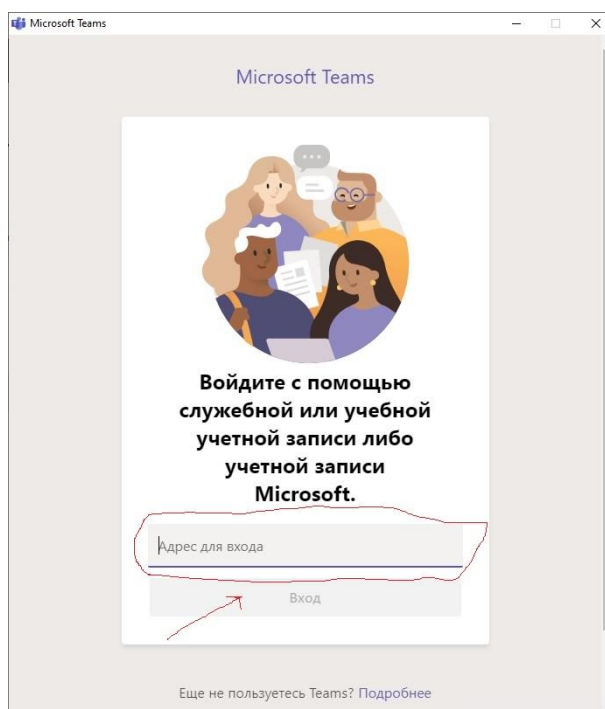 Microsoft Teams
Microsoft Teams
Войдите с помощью
служебной или учебной
учетной записи либо
учетной записи
Microsoft.
Адрес для входа
Вход
Еще не пользуетесь Teams? Подробнее